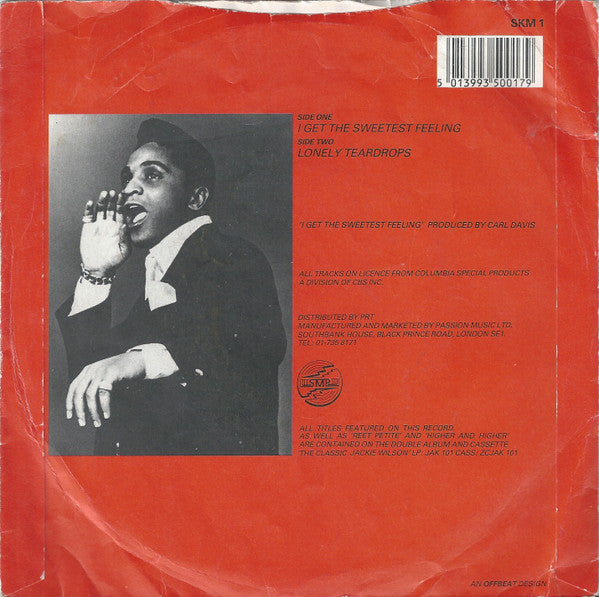 SKM 1
5 013993 500179
SIDE ONE
I GET THE SWEETEST FEELING
SIDE TWO
LONELY TEARDROPS
'I GET THE SWEETEST FEELING' PRODUCED BY CARL DAVIS
ALL TRACKS ON LICENCE FROM COLUMBIA SPECIAL PRODUCTS
A DIVISION OF CBS INC.
DISTRIBUTED BY PRT
MANUFACTURED AND MARKETED BY PASSION MUSIC LTD.
SOUTHBANK HOUSE, BLACK PRINCE ROAD, LONDON SE1.
TEL: 01-735 8171
SMP
ALL TITLES FEATURED ON THIS RECORD.
AS WELL AS 'REET PETITE' AND 'HIGHER AND HIGHER'
ARE CONTAINED ON THE DOUBLE ALBUM AND CASSETTE
'THE CLASSIC JACKIE WILSON' LP: JAK 101 CASS: ZCJAK 101
AN OFFBEAT DESIGN